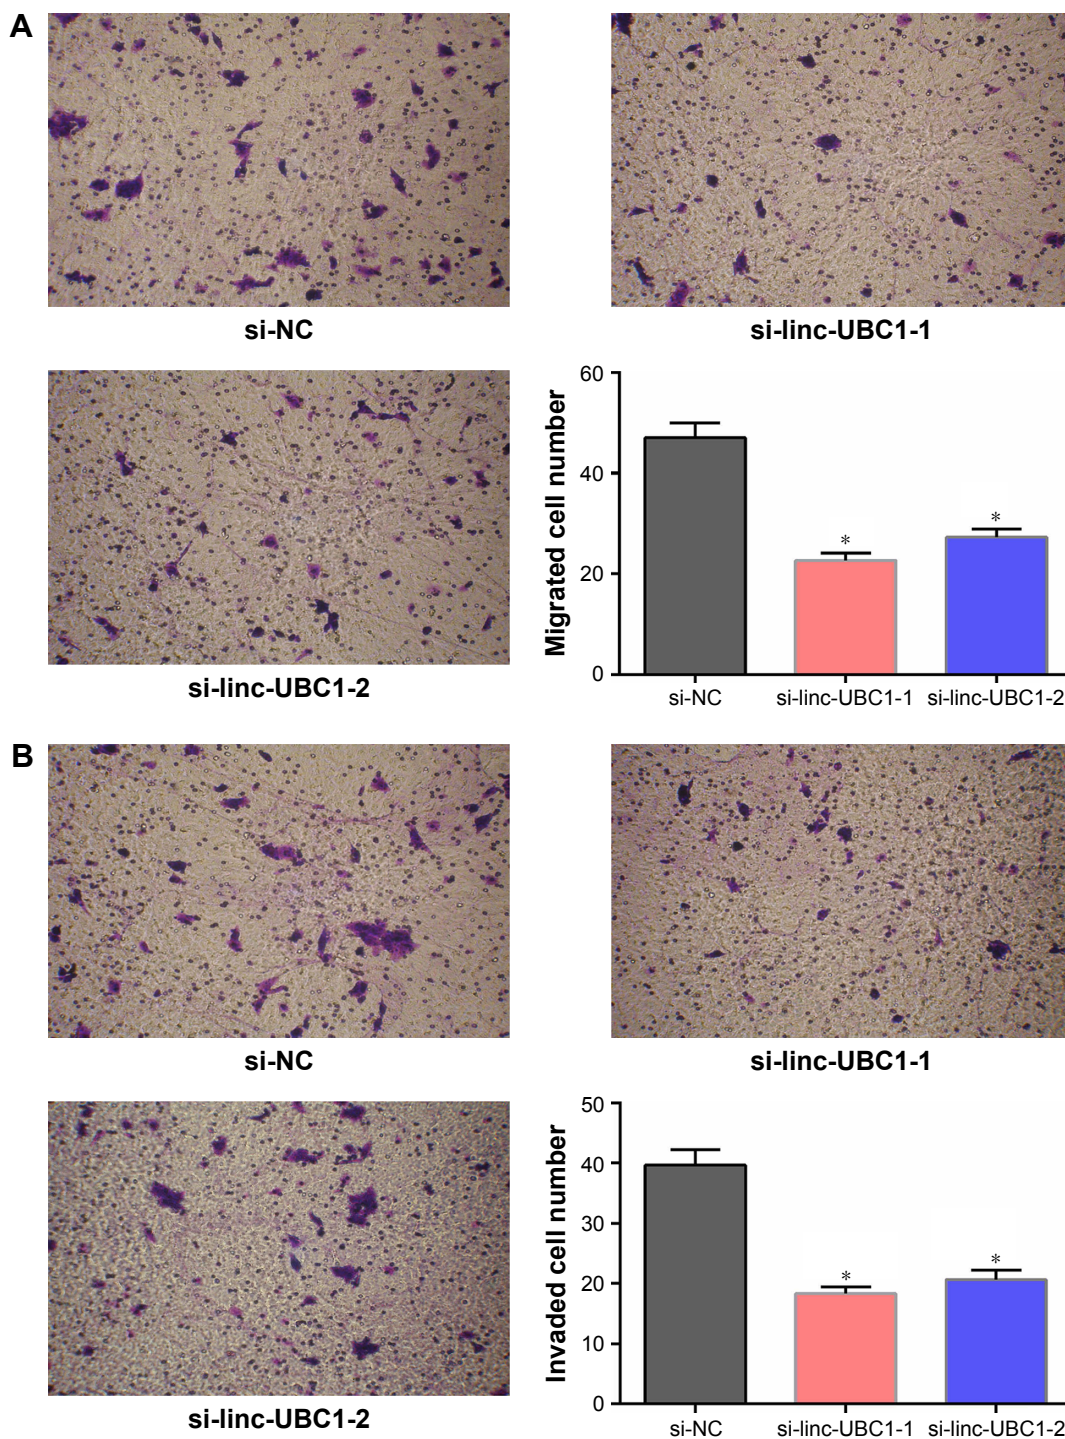 A
si-NC
si-linc-UBC1-1
si-linc-UBC1-2
Migrated cell number
60
40
20
0
*
*
si-NC
si-linc-UBC1-1
si-linc-UBC1-2
B
si-NC
si-linc-UBC1-1
si-linc-UBC1-2
Invaded cell number
50
40
30
20
10
0
*
*
si-NC
si-linc-UBC1-1
si-linc-UBC1-2